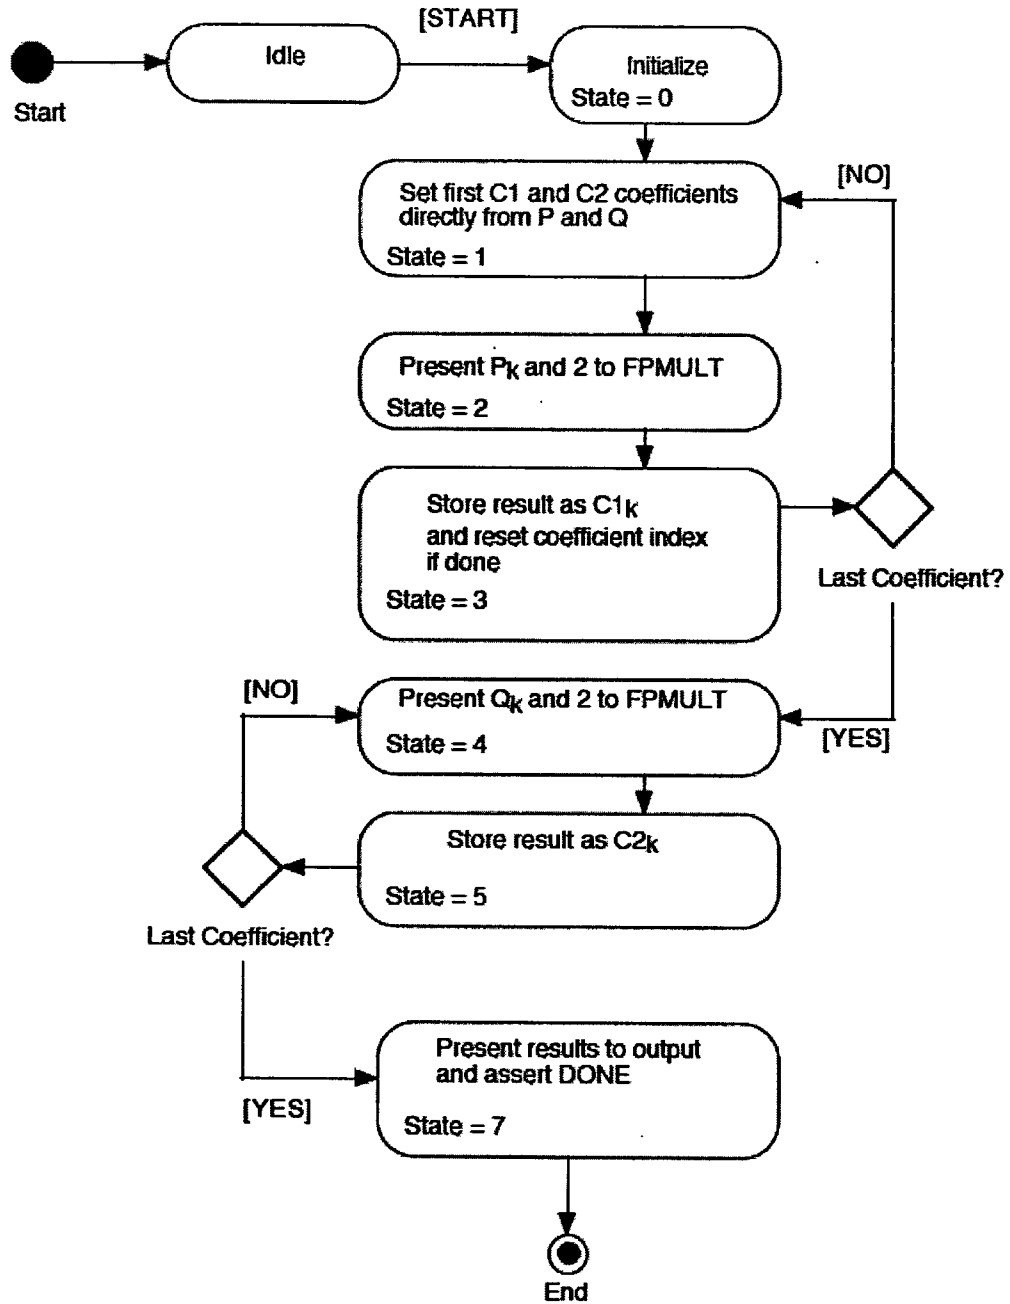 [START]
Idle
Initialize
State = 0
Start
[NO]
Set first C1 and C2 coefficients
directly from P and Q
State = 1
Present Pk and 2 to FPMULT
State = 2
Store result as C1k
and reset coefficient index
if done
State = 3
Last Coefficient?
[NO]
Present Qk and 2 to FPMULT
State = 4
[YES]
Store result as C2k
State = 5
Last Coefficient?
Present results to output
and assert DONE
[YES]
State = 7
End